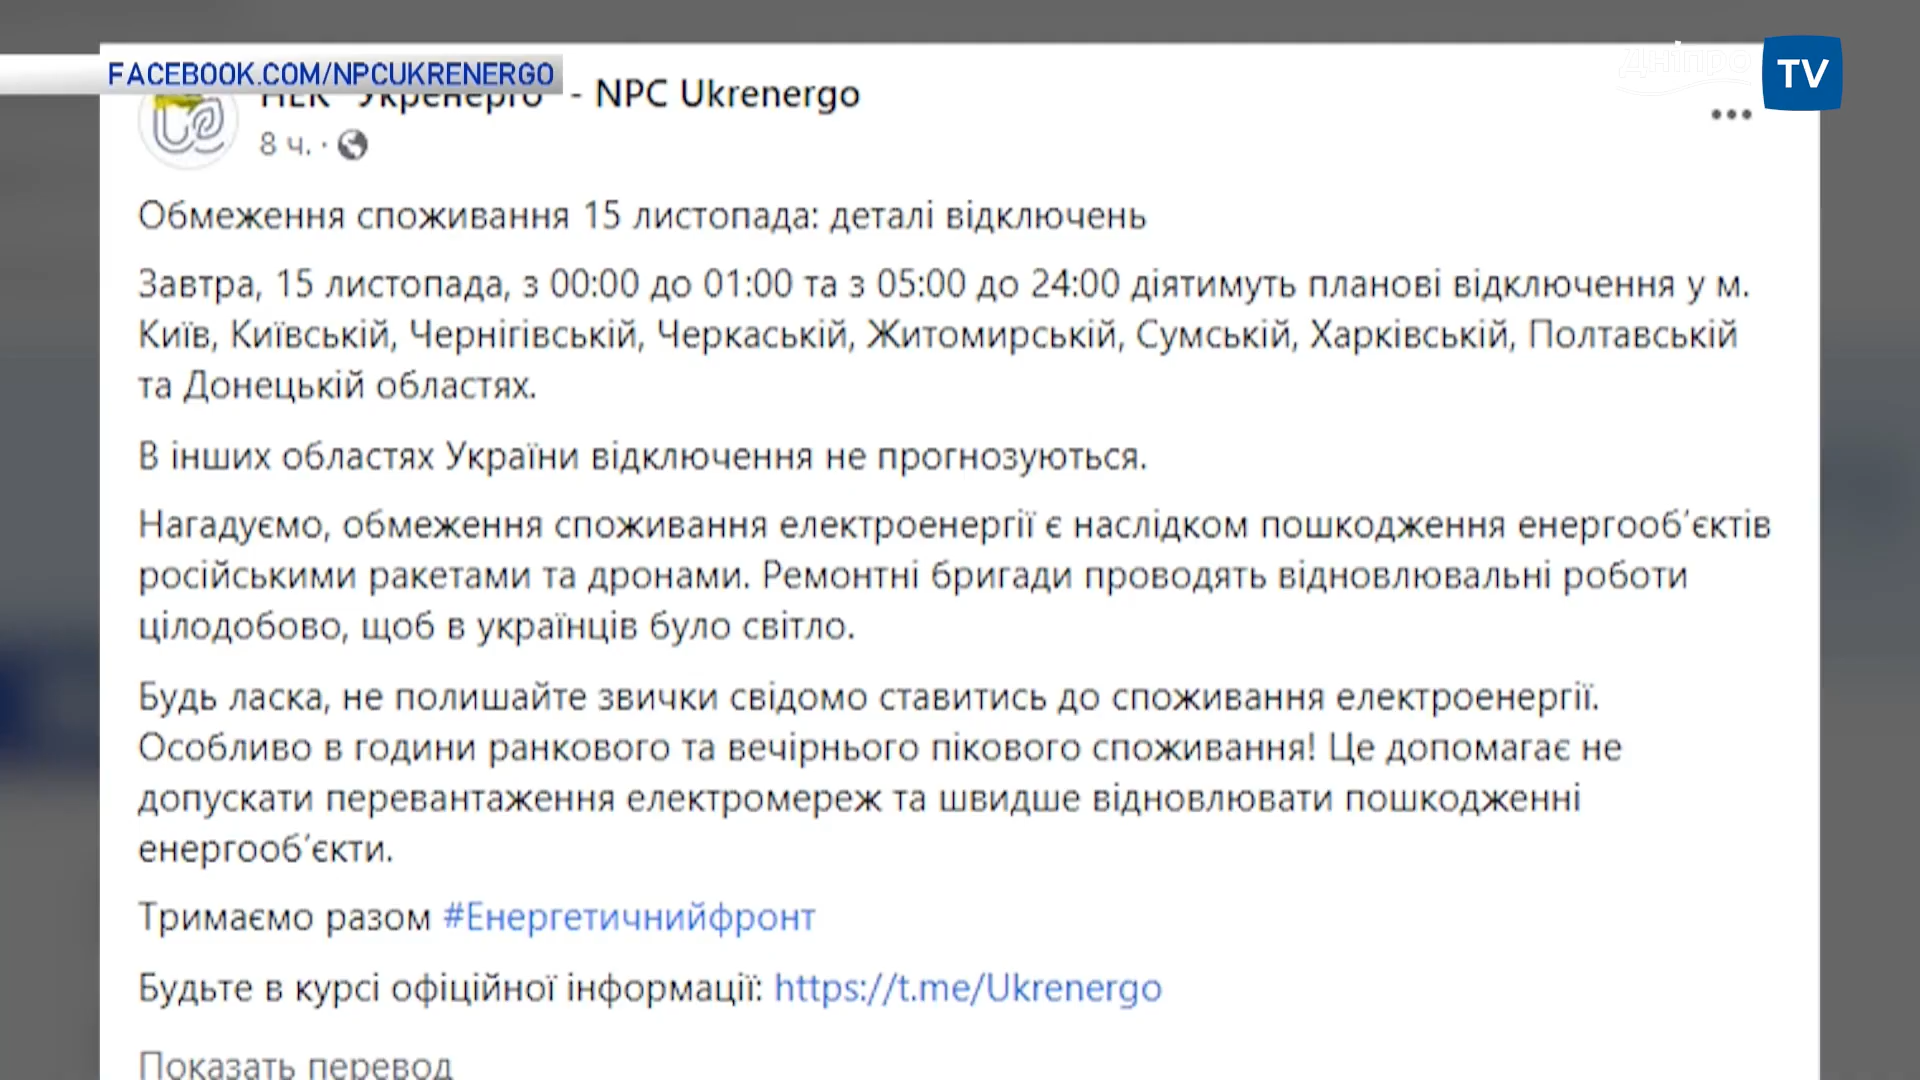 FACEBOOK.COM/NPCUKRENERGO
Дніпро TV
НЕК "Укренерго" - NPC Ukrenergo
8 ч. ·
Обмеження споживання 15 листопада: деталі відключень
Завтра, 15 листопада, з 00:00 до 01:00 та з 05:00 до 24:00 діятимуть планові відключення у м.
Київ, Київській, Чернігівській, Черкаській, Житомирській, Сумській, Харківській, Полтавській
та Донецькій областях.
В інших областях України відключення не прогнозуються.
Нагадуємо, обмеження споживання електроенергії є наслідком пошкодження енергооб’єктів
російськими ракетами та дронами. Ремонтні бригади проводять відновлювальні роботи
цілодобово, щоб в українців було світло.
Будь ласка, не полишайте звички свідомо ставитись до споживання електроенергії.
Особливо в години ранкового та вечірнього пікового споживання! Це допомагає не
допускати перевантаження електромереж та швидше відновлювати пошкодженні
енергооб’єкти.
Тримаємо разом #Енергетичнийфронт
Будьте в курсі офіційної інформації: https://t.me/Ukrenergo
Показать перевод